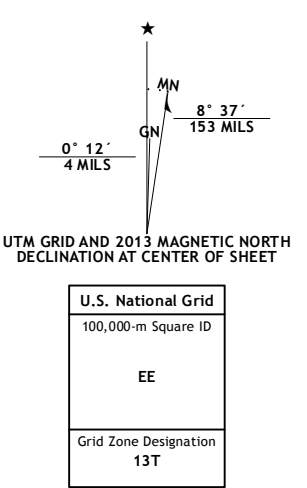 ★
MN
8° 37´
153 MILS
GN
0° 12´
4 MILS
UTM GRID AND 2013 MAGNETIC NORTH
DECLINATION AT CENTER OF SHEET
U.S. National Grid
100,000-m Square ID
EE
Grid Zone Designation
13T